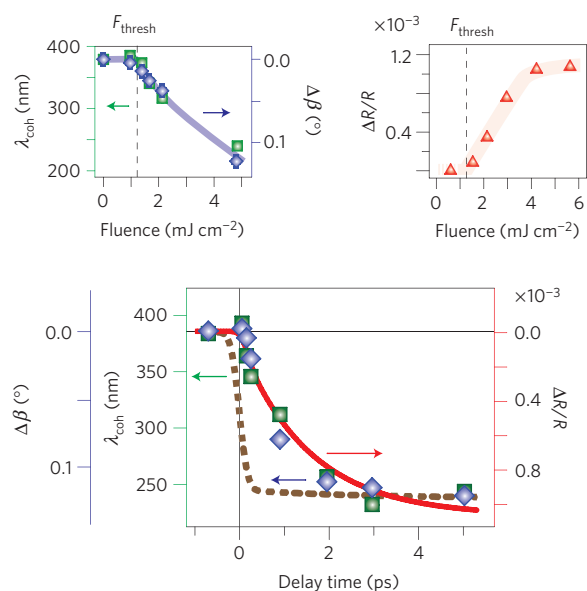 F_thresh
400
0.0
λ_coh (nm)
300
Δβ (°)
0.1
200
0
2
4
Fluence (mJ cm⁻²)
×10⁻³
F_thresh
1.2
ΔR/R
0.4
0
2
4
6
Fluence (mJ cm⁻²)
×10⁻³
400
0.0
0.0
350
Δβ (°)
λ_coh (nm)
0.4
ΔR/R
300
0.1
0.8
250
0
2
4
Delay time (ps)